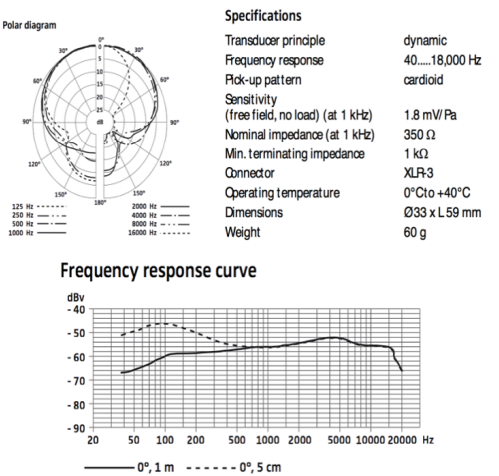 Specifications
Polar diagram
Transducer principle dynamic
Frequency response 40.....18,000 Hz
Pick-up pattern cardioid
Sensitivity
(free field, no load) (at 1 kHz) 1.8 mV/Pa
Nominal impedance (at 1 kHz) 350 Ω
Min. terminating impedance 1 kΩ
Connector XLR-3
Operating temperature 0°C to +40°C
Dimensions Ø33 x L 59 mm
Weight 60 g
0°
30° 30°
60° 60°
90° 90°
120° 120°
150° 150°
180°
0
5
10
15
20
25
dB
125 Hz 2000 Hz
250 Hz 4000 Hz
500 Hz 8000 Hz
1000 Hz 16000 Hz
Frequency response curve
dBv
- 40
- 50
- 60
- 70
- 80
- 90
20 50 100 200 500 1000 2000 5000 10000 20000 Hz
0°, 1 m 0°, 5 cm